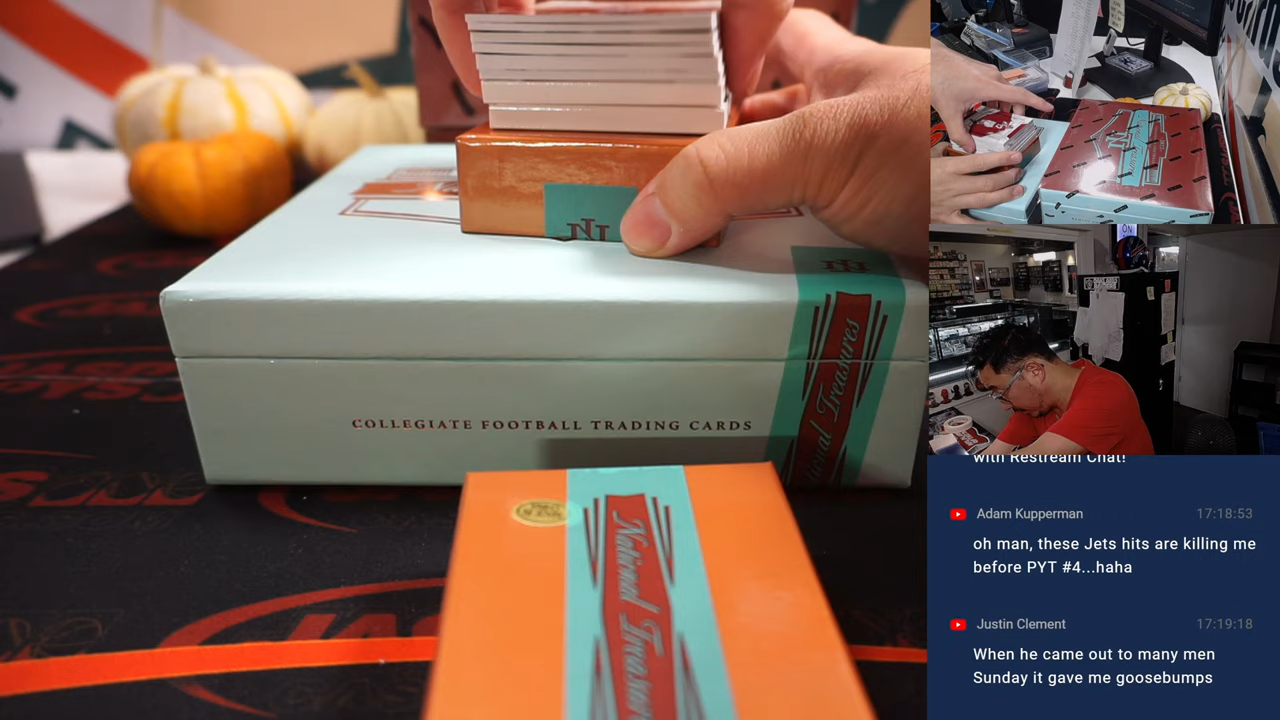 COLLEGIATE FOOTBALL TRADING CARDS
National Treasures
National Treasures
ON
with Restream Chat!
Adam Kupperman 17:18:53
oh man, these Jets hits are killing me
before PYT #4...haha
Justin Clement 17:19:18
When he came out to many men
Sunday it gave me goosebumps